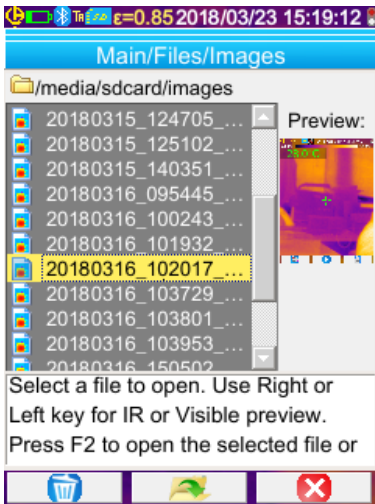 ε=0.85 2018/03/23 15:19:12
Main/Files/Images
/media/sdcard/images
Preview:
20180315_124705_...
20180315_125102_...
20180315_140351_...
20180316_095445_...
20180316_100243_...
20180316_101932_...
20180316_102017_...
20180316_103729_...
20180316_103801_...
20180316_103953_...
20180316_150502_...
Select a file to open. Use Right or
Left key for IR or Visible preview.
Press F2 to open the selected file or